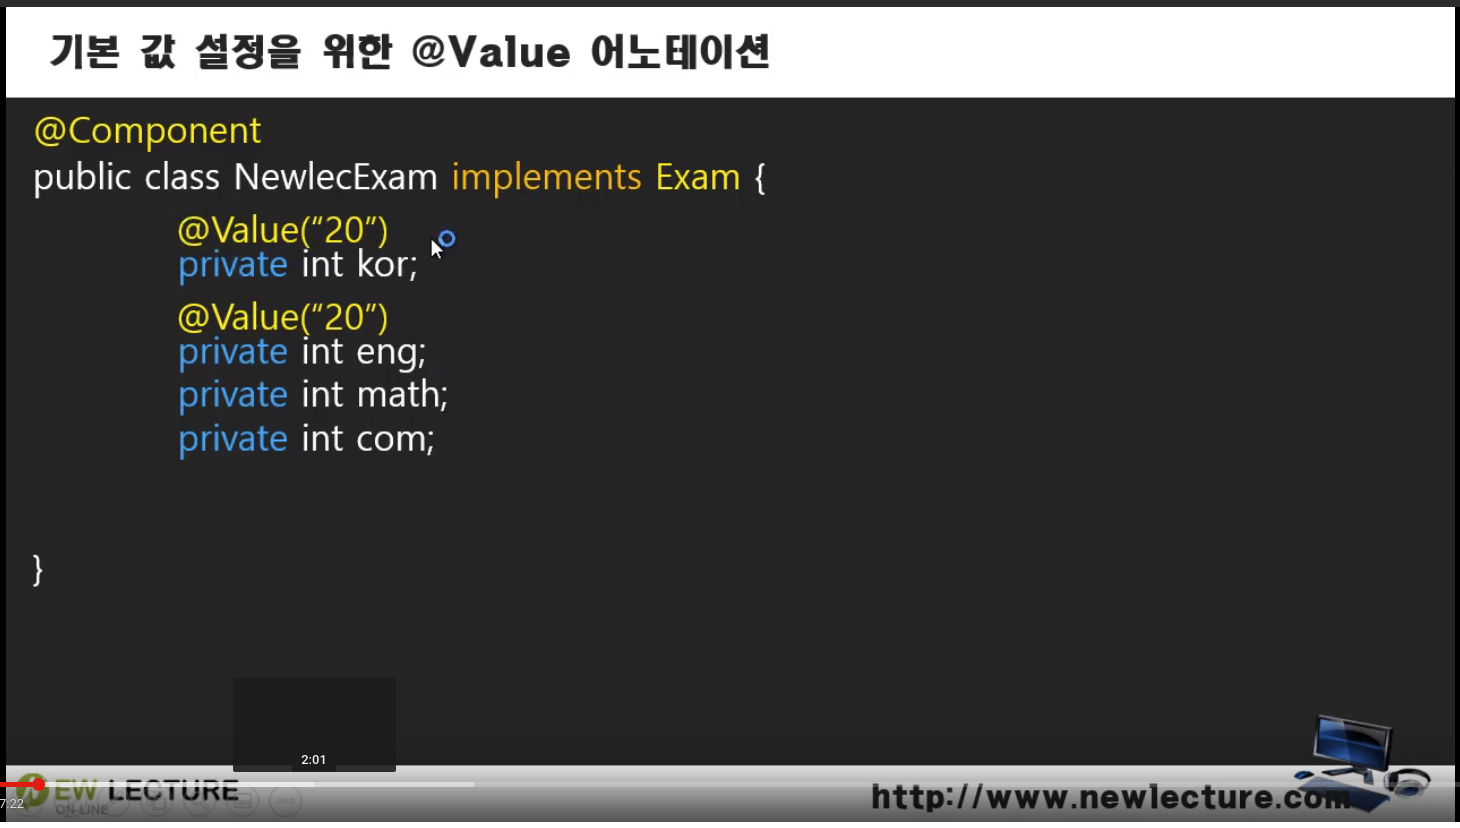 기본 값 설정을 위한 @Value 어노테이션
@Component
public class NewlecExam implements Exam {
@Value(“20”)
private int kor;
@Value(“20”)
private int eng;
private int math;
private int com;
}
2:01
EW LECTURE
ON-LINE
7:22
http://www.newlecture.com